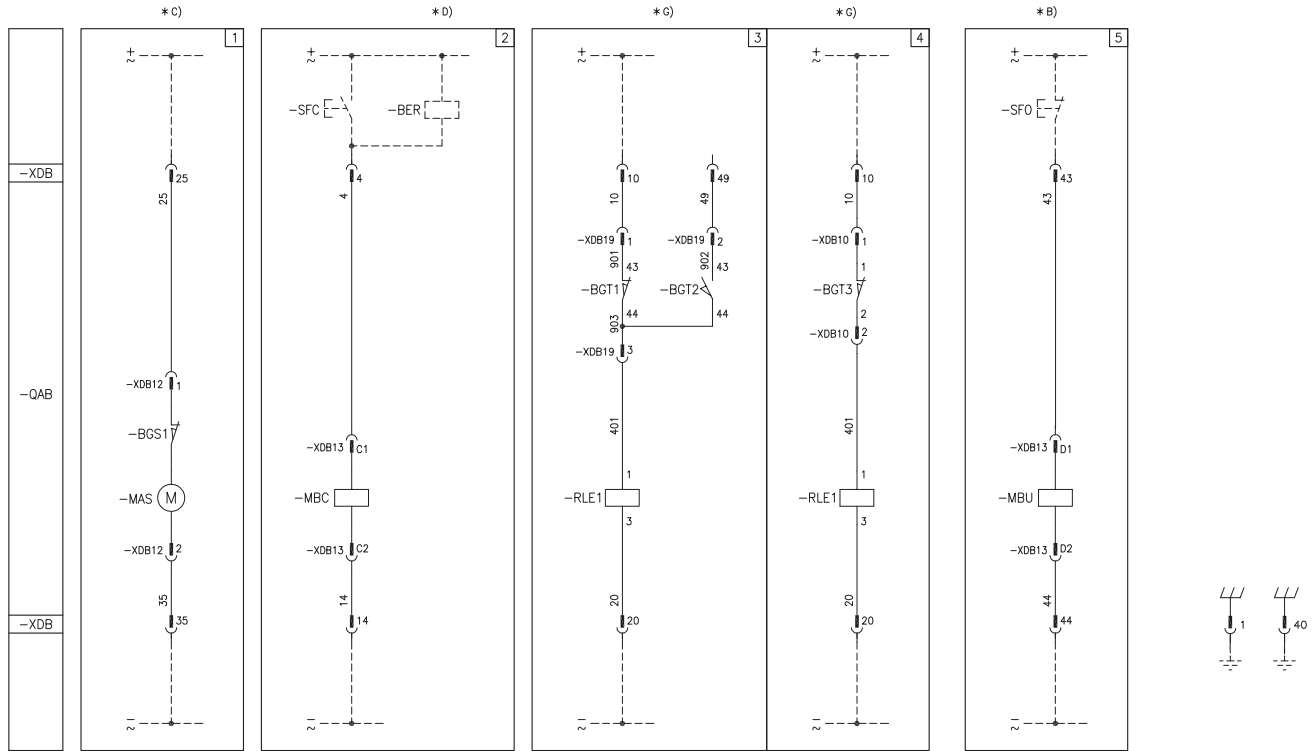 *C)
*D)
*G)
*G)
*B)
1
2
3
4
5
+
~
+
~
+
~
+
~
+
~
-SFC
-BER
-SFO
-XDB
25
4
10
49
10
43
25
4
10
49
10
43
-XDB19
1
-XDB19
2
-XDB10
1
901
43
902
43
1
-BGT1
-BGT2
-BGT3
44
44
2
903
-XDB10
2
-XDB19
3
-XDB12
1
-QAB
401
401
-BGS1
-XDB13
C1
-XDB13
D1
1
1
-MAS
M
-MBC
-RLE1
-RLE1
-MBU
3
3
-XDB12
2
-XDB13
C2
-XDB13
D2
35
14
20
20
44
-XDB
35
14
20
20
44
1
40
–
~
–
~
–
~
–
~
–
~